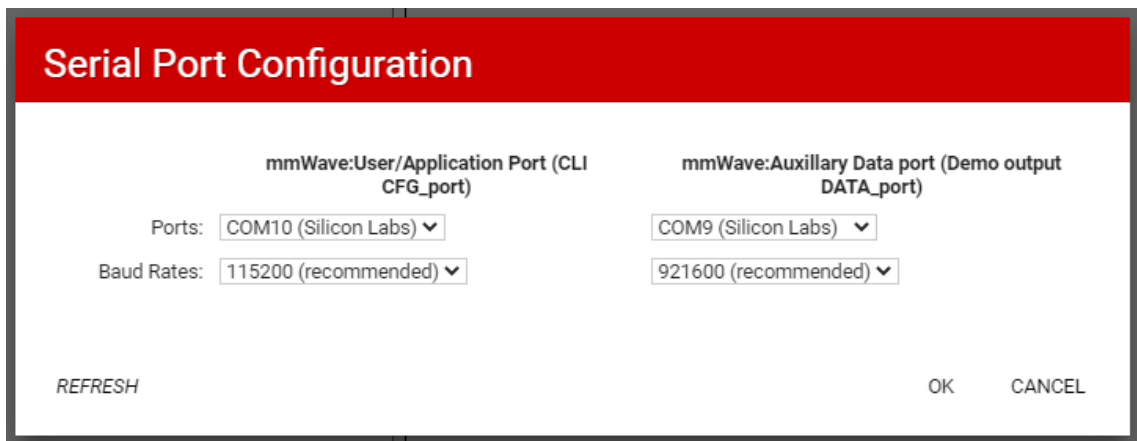 Serial Port Configuration
mmWave:User/Application Port (CLI
CFG_port)
mmWave:Auxillary Data port (Demo output
DATA_port)
Ports: COM10 (Silicon Labs) COM9 (Silicon Labs)
Baud Rates: 115200 (recommended) 921600 (recommended)
REFRESH OK CANCEL